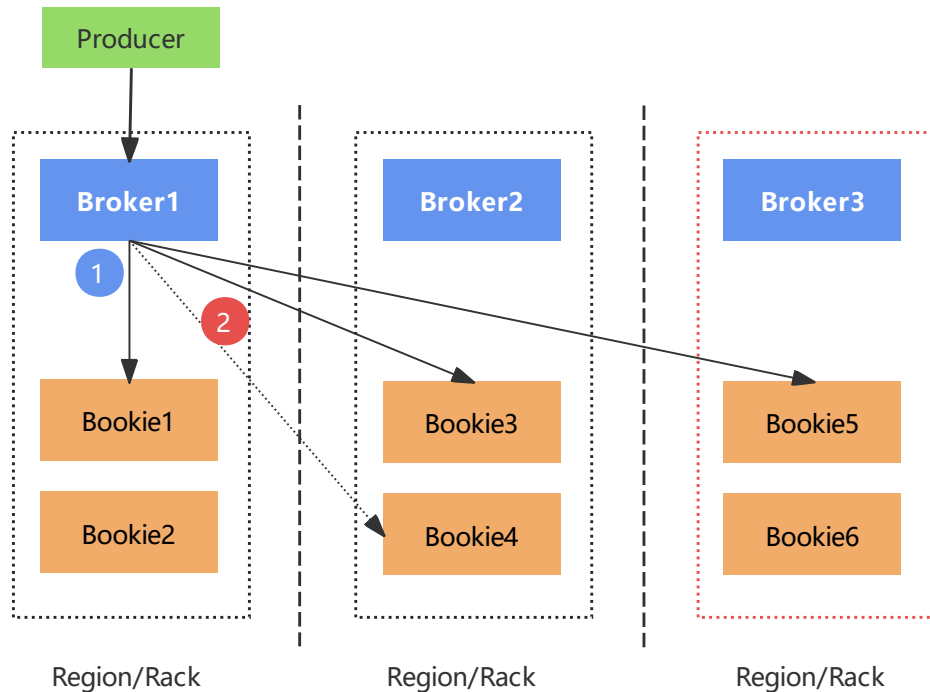 Producer
Broker1
Broker2
Broker3
1
2
Bookie1
Bookie3
Bookie5
Bookie2
Bookie4
Bookie6
Region/Rack
Region/Rack
Region/Rack